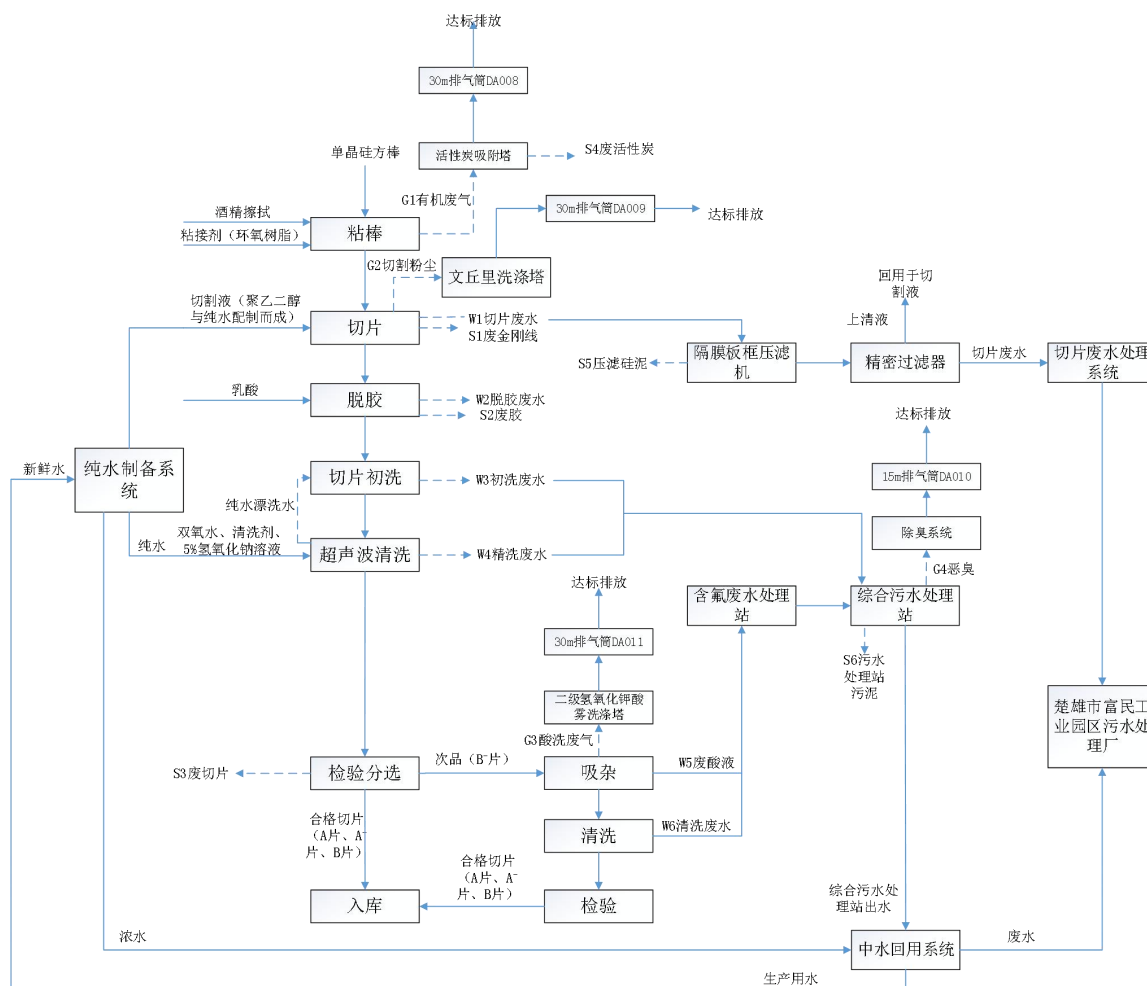 达标排放
30m排气筒DA008
活性炭吸附塔
S4废活性炭
单晶硅方棒
G1有机废气
30m排气筒DA009
达标排放
酒精擦拭
粘接剂（环氧树脂）
粘棒
G2切割粉尘
文丘里洗涤塔
回用于切
割液
切割液（聚乙二醇
与纯水配制而成）
切片
W1切片废水
S1废金刚线
上清液
S5压滤硅泥
隔膜板框压滤
机
精密过滤器
切片废水
切片废水处理
系统
乳酸
脱胶
W2脱胶废水
S2废胶
达标排放
新鲜水
纯水制备系
统
切片初洗
W3初洗废水
15m排气筒DA010
纯水漂洗水
双氧水、清洗剂、
5%氢氧化钠溶液
纯水
超声波清洗
W4精洗废水
除臭系统
G4恶臭
达标排放
含氟废水处理
站
综合污水处理
站
30m排气筒DA011
S6污水
处理站
污泥
二级氢氧化钾酸
雾洗涤塔
G3酸洗废气
楚雄市富民工
业园区污水处
理厂
S3废切片
检验分选
次品（B⁻片）
吸杂
W5废酸液
合格切片
（A片、A⁻
片、B片）
清洗
W6清洗废水
合格切片
（A片、A⁻
片、B片）
入库
检验
综合污水处
理站出水
浓水
中水回用系统
废水
生产用水